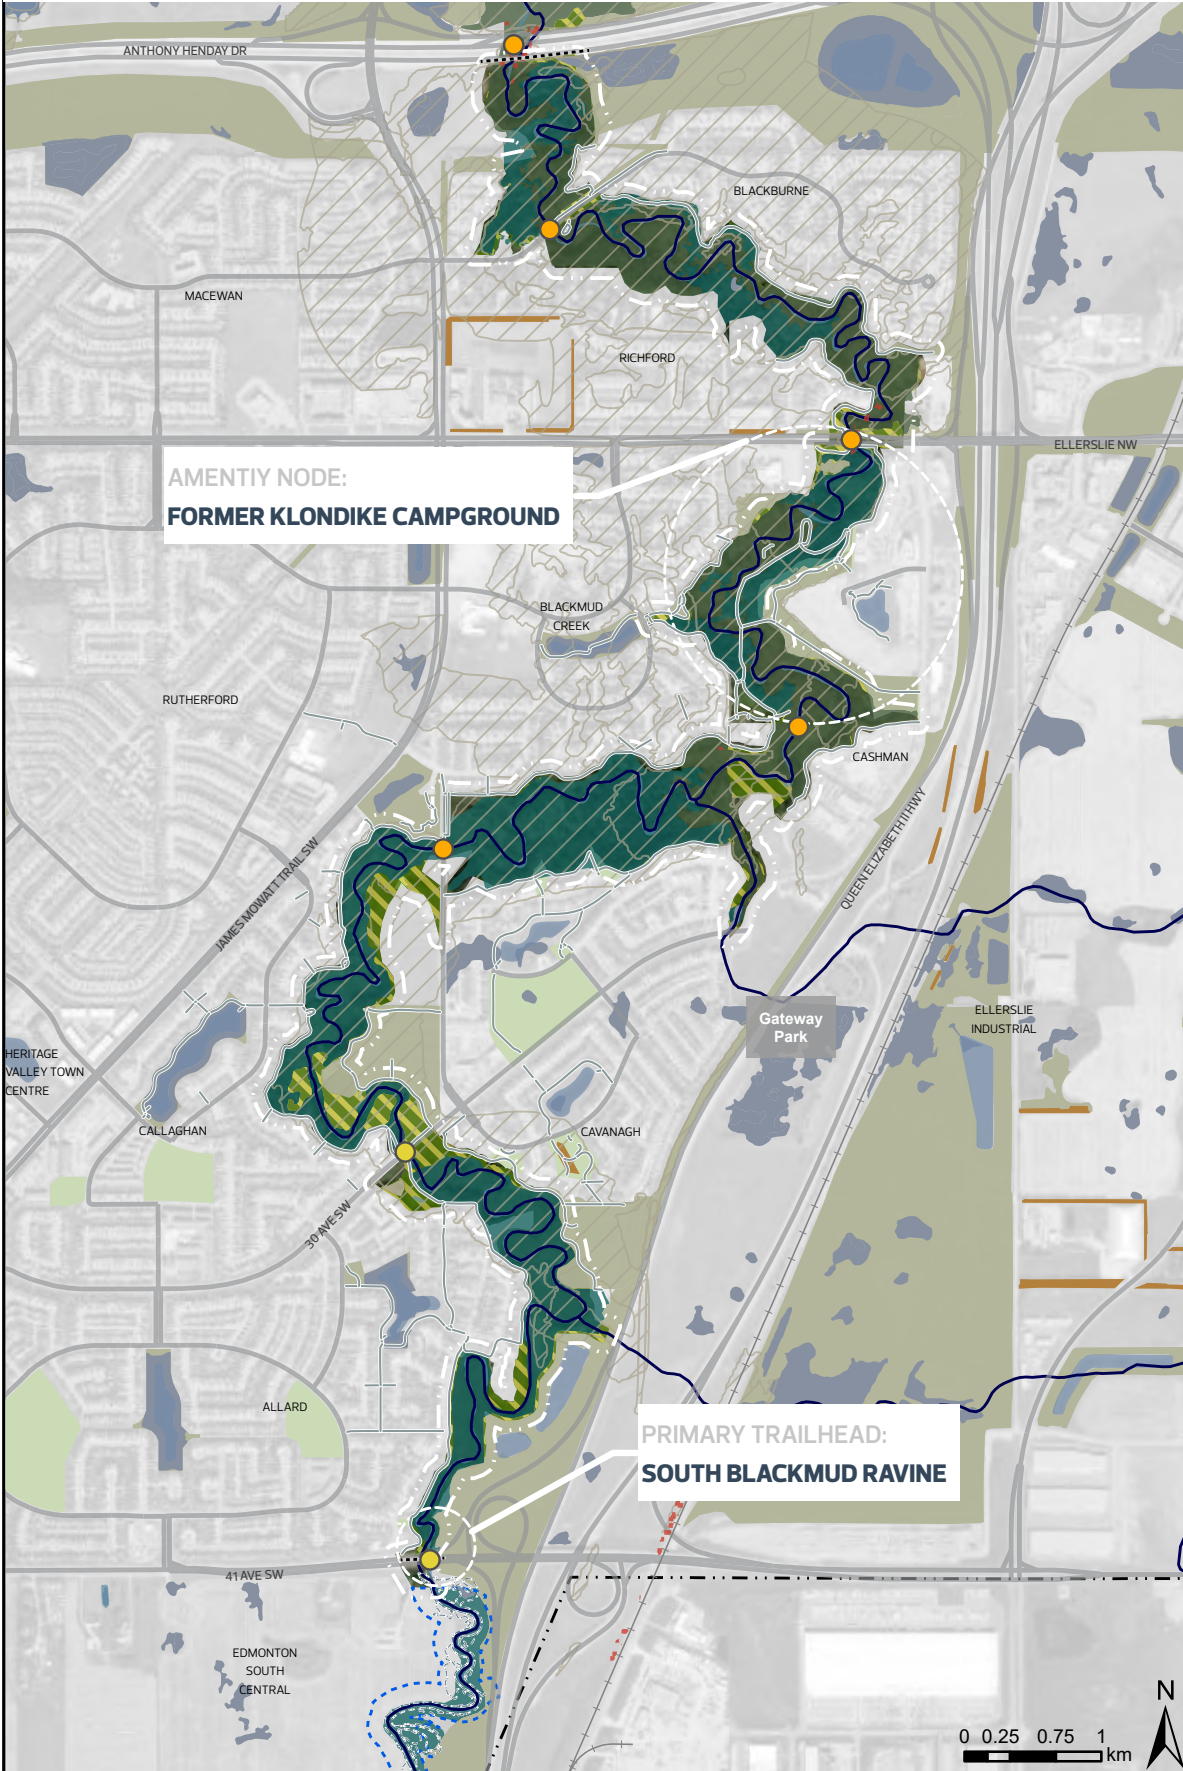 ANTHONY HENDAY DR
BLACKBURNE
MACEWAN
RICHFORD
ELLERSLIE NW
AMENTIY NODE:
FORMER KLONDIKE CAMPGROUND
BLACKMUD
CREEK
RUTHERFORD
CASHMAN
QUEEN ELIZABETH II HWY
JAMES MOWATT TRAIL SW
Gateway
Park
ELLERSLIE
INDUSTRIAL
HERITAGE
VALLEY TOWN
CENTRE
CALLAGHAN
CAVANAGH
30 AVE SW
ALLARD
PRIMARY TRAILHEAD:
SOUTH BLACKMUD RAVINE
41 AVE SW
EDMONTON
SOUTH
CENTRAL
N
0 0.25 0.75 1
km